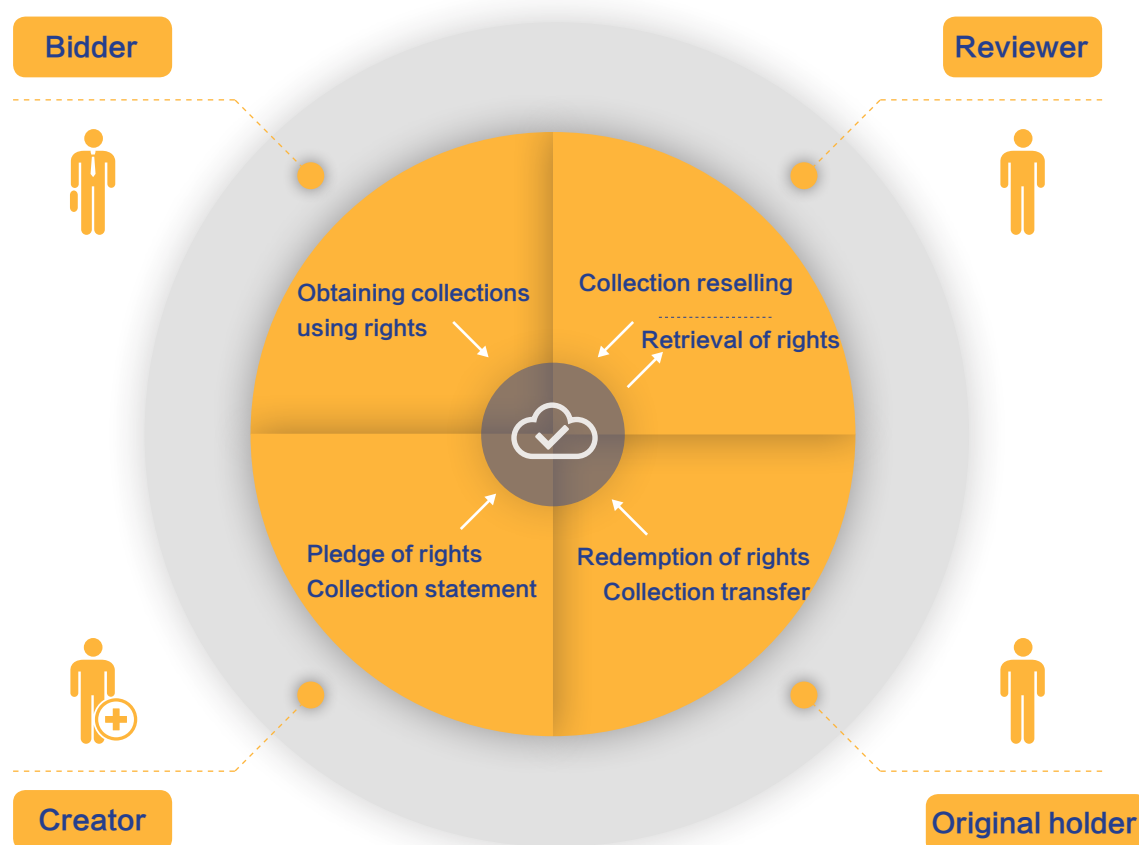 Bidder
Reviewer
Obtaining collections
using rights
Collection reselling
Retrieval of rights
Pledge of rights
Collection statement
Redemption of rights
Collection transfer
Creator
Original holder